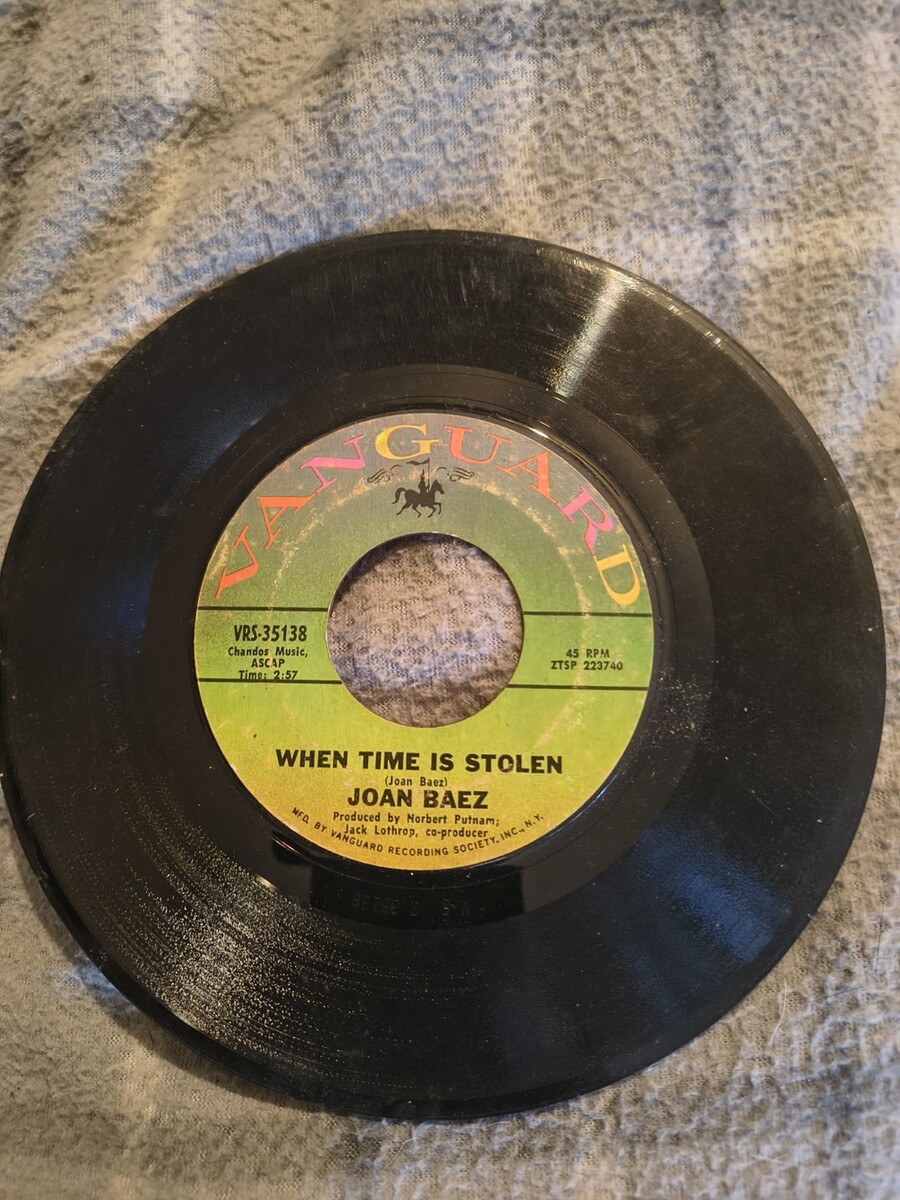 VANGUARD
VRS-35138
Chandos Music,
ASCAP
Time: 2:57
45 RPM
ZTSP 223740
WHEN TIME IS STOLEN
(Joan Baez)
JOAN BAEZ
Produced by Norbert Putnam;
Jack Lothrop, co-producer
MFD. BY VANGUARD RECORDING SOCIETY, INC., N.Y.